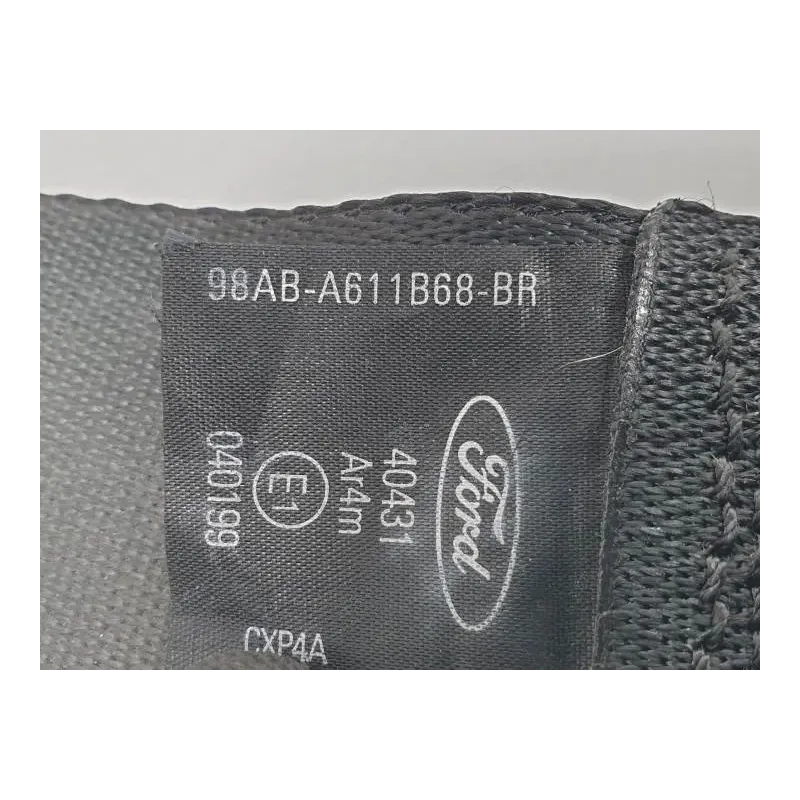 98AB-A611B68-BR
Ford
40431
Ar4m
E1
040199
CXP4A